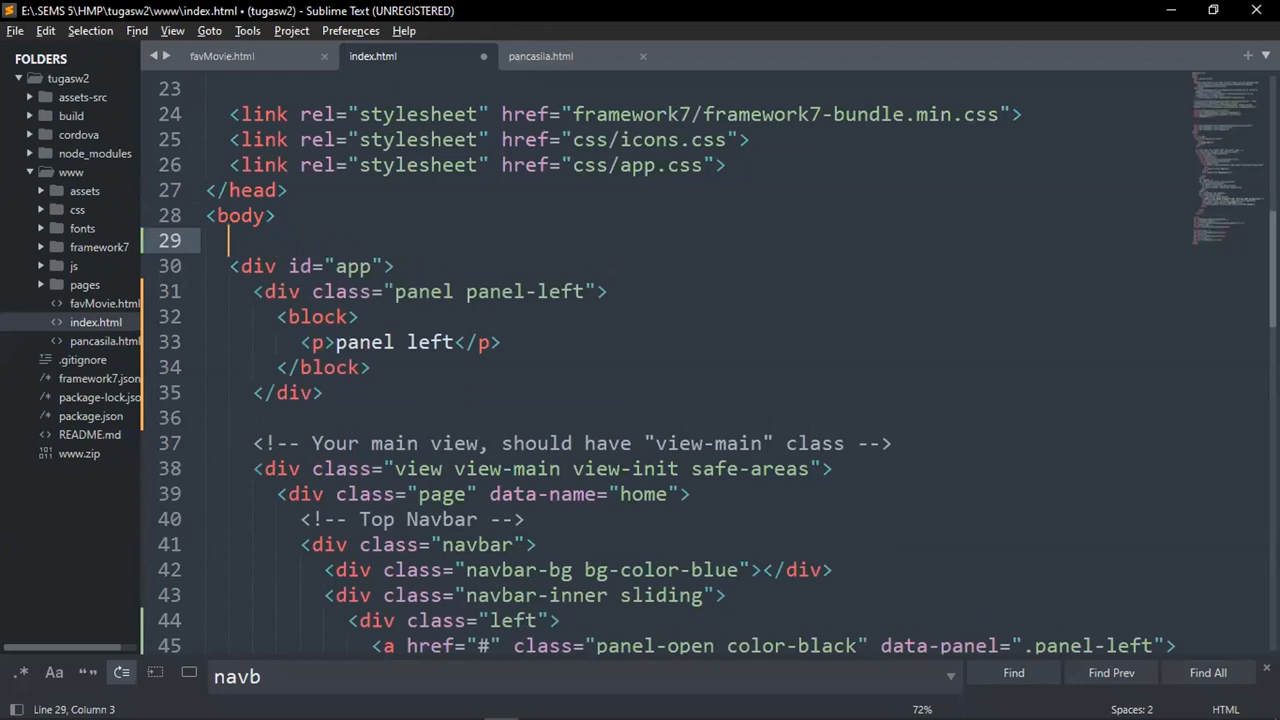 E:\.SEMS 5\HMP\tugasw2\www\index.html • (tugasw2) - Sublime Text (UNREGISTERED)
File Edit Selection Find View Goto Tools Project Preferences Help
FOLDERS
tugasw2
assets-src
build
cordova
node_modules
www
assets
css
fonts
framework7
js
pages
favMovie.html
index.html
pancasila.html
.gitignore
framework7.json
package-lock.jso
package.json
README.md
www.zip
favMovie.html index.html pancasila.html
23
24 <link rel="stylesheet" href="framework7/framework7-bundle.min.css">
25 <link rel="stylesheet" href="css/icons.css">
26 <link rel="stylesheet" href="css/app.css">
27 </head>
28 <body>
29
30 <div id="app">
31 <div class="panel panel-left">
32 <block>
33 <p>panel left</p>
34 </block>
35 </div>
36
37 <!-- Your main view, should have "view-main" class -->
38 <div class="view view-main view-init safe-areas">
39 <div class="page" data-name="home">
40 <!-- Top Navbar -->
41 <div class="navbar">
42 <div class="navbar-bg bg-color-blue"></div>
43 <div class="navbar-inner sliding">
44 <div class="left">
45 <a href="#" class="panel-open color-black" data-panel=".panel-left">
.* Aa “” navb Find Find Prev Find All
Line 29, Column 3 72% Spaces: 2 HTML